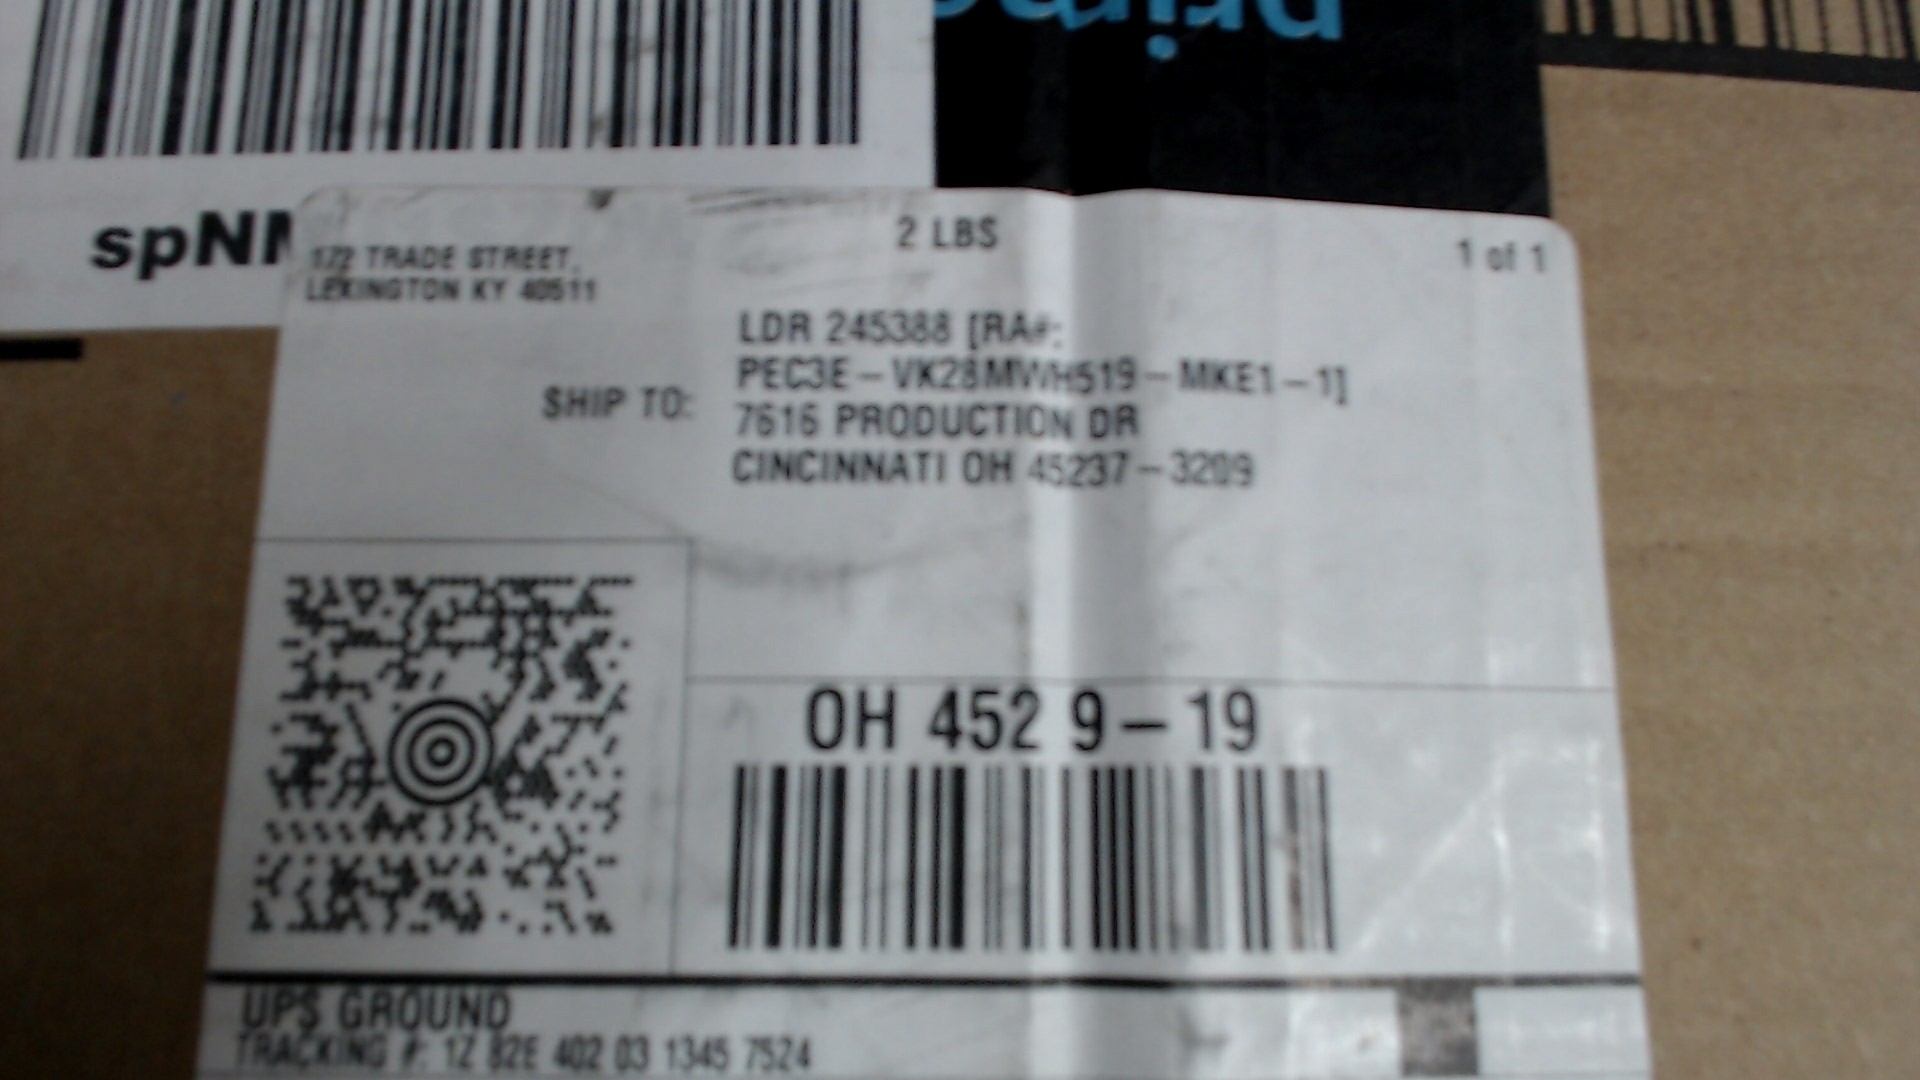 prime
spNM
172 TRADE STREET,
LEXINGTON KY 40511
2 LBS
1 of 1
SHIP TO:
LDR 245388 [RA#:
PEC3E-VK28MWH519-MKE1-1]
7616 PRODUCTION DR
CINCINNATI OH 45237-3209
OH 452 9-19
UPS GROUND
TRACKING #: 1Z 82E 402 03 1345 7524